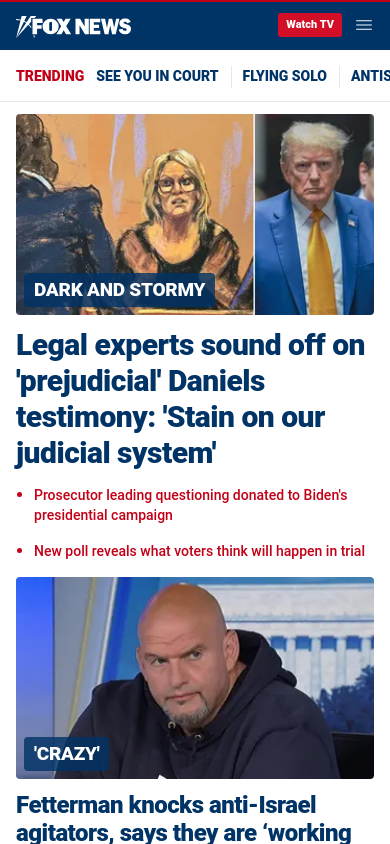 FOX NEWS
Watch TV
TRENDING SEE YOU IN COURT FLYING SOLO ANTIS
DARK AND STORMY
Legal experts sound off on
'prejudicial' Daniels
testimony: 'Stain on our
judicial system'
Prosecutor leading questioning donated to Biden's
presidential campaign
New poll reveals what voters think will happen in trial
'CRAZY'
Fetterman knocks anti-Israel
agitators, says they are ‘working